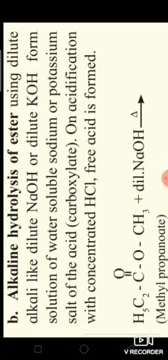 b. Alkaline hydrolysis of ester using dilute
alkali like dilute NaOH or dilute KOH form
solution of water soluble sodium or potassium
salt of the acid (carboxylate). On acidification
with concentrated HCl, free acid is formed.
O
||
H₅C₂ - C - O - CH₃ + dil.NaOH —Δ→
(Methyl propanoate)
V RECORDER